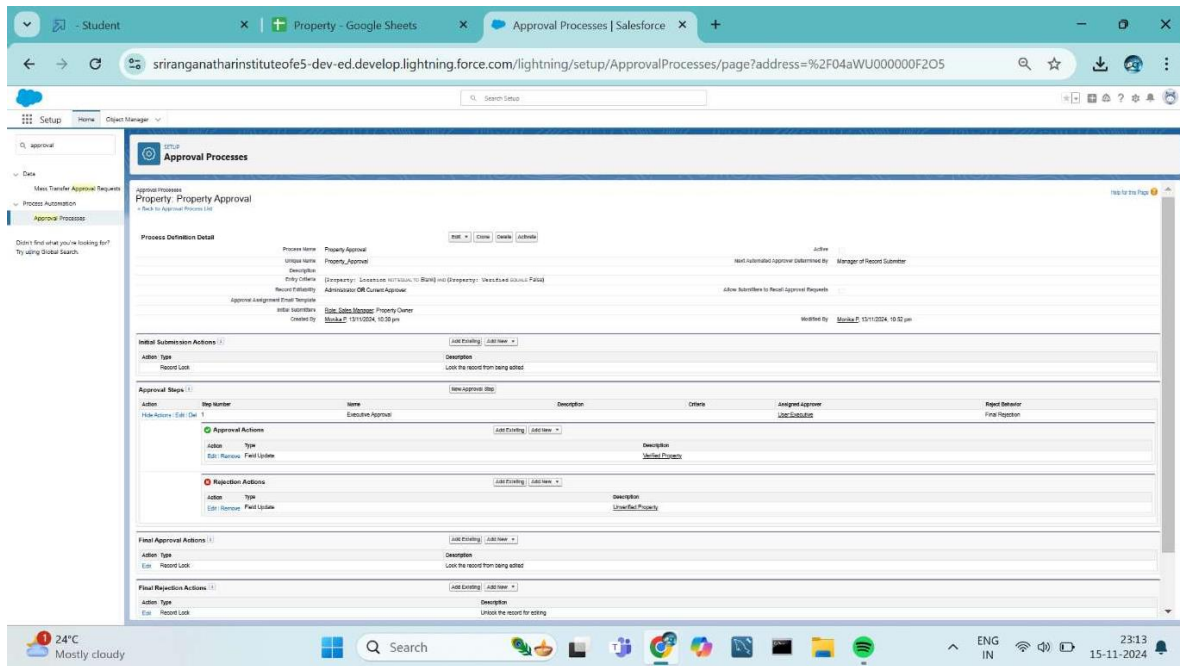 - Student
Property - Google Sheets
Approval Processes | Salesforce
sriranganatharinstituteofe5-dev-ed.develop.lightning.force.com/lightning/setup/ApprovalProcesses/page?address=%2F04aWU000000F2O5
Search Setup
Setup Home Object Manager
approval
SETUP
Approval Processes
Data
Mass Transfer Approval Requests
Process Automation
Approval Processes
Didn't find what you're looking for?
Try using Global Search.
Approval Processes
Property: Property Approval
« Back to Approval Process List
Help for this Page
Process Definition Detail Edit Clone Delete Activate
Process Name Property Approval Active
Unique Name Property_Approval Next Automated Approver Determined By Manager of Record Submitter
Description
Entry Criteria (Property: Location NOT EQUAL TO Blank) AND (Property: Verified EQUALS False)
Record Editability Administrator OR Current Approver Allow Submitters to Recall Approval Requests
Approval Assignment Email Template
Initial Submitters Role: Sales Manager, Property Owner
Created By Monika P, 13/11/2024, 10:39 pm Modified By Monika P, 13/11/2024, 10:52 pm
Initial Submission Actions Add Existing Add New
Action Type Description
Record Lock Lock the record from being edited
Approval Steps New Approval Step
Action Step Number Name Description Criteria Assigned Approver Reject Behavior
Hide Actions | Edit | Del 1 Executive Approval User:Executive Final Rejection
Approval Actions Add Existing Add New
Action Type Description
Edit | Remove Field Update Verified Property
Rejection Actions Add Existing Add New
Action Type Description
Edit | Remove Field Update Unverified Property
Final Approval Actions Add Existing Add New
Action Type Description
Edit Record Lock Lock the record from being edited
Final Rejection Actions Add Existing Add New
Action Type Description
Edit Record Lock Unlock the record for editing
1
24°C
Mostly cloudy
Search
ENG
IN
23:13
15-11-2024